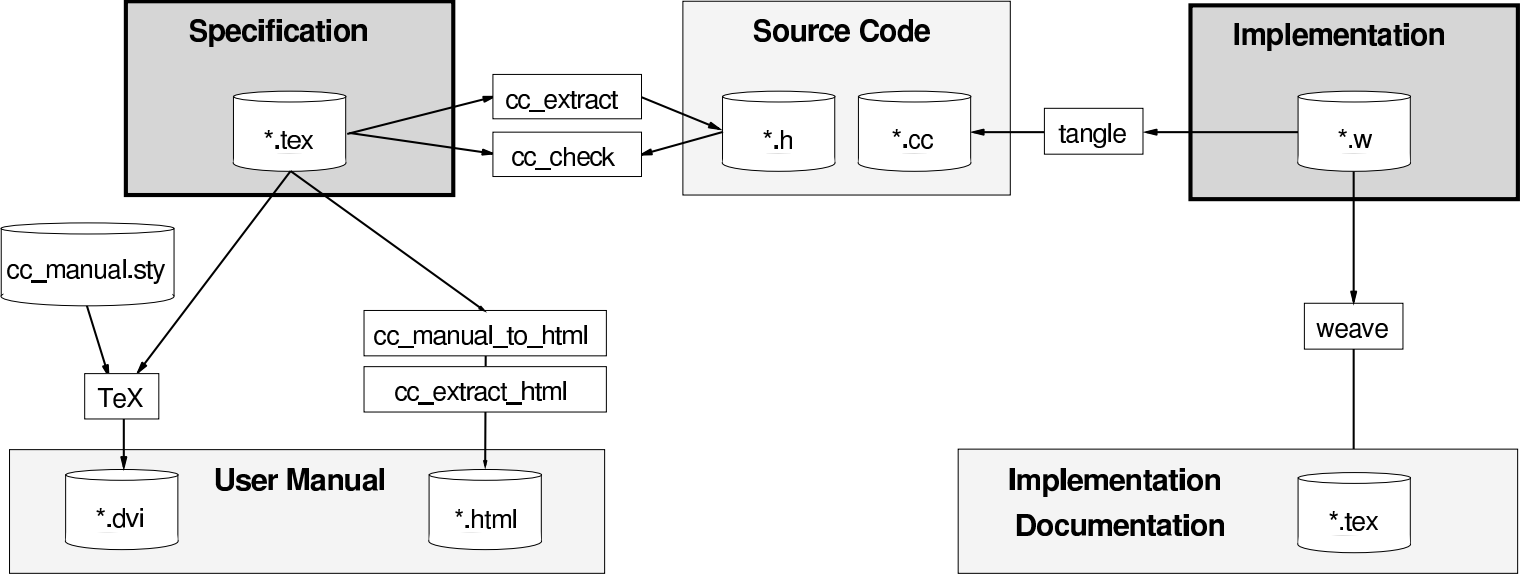 Specification
Source Code
Implementation
cc_extract
*.tex
*.h
*.cc
tangle
*.w
cc_check
cc_manual.sty
cc_manual_to_html
weave
TeX
cc_extract_html
User Manual
Implementation
Documentation
*.dvi
*.html
*.tex